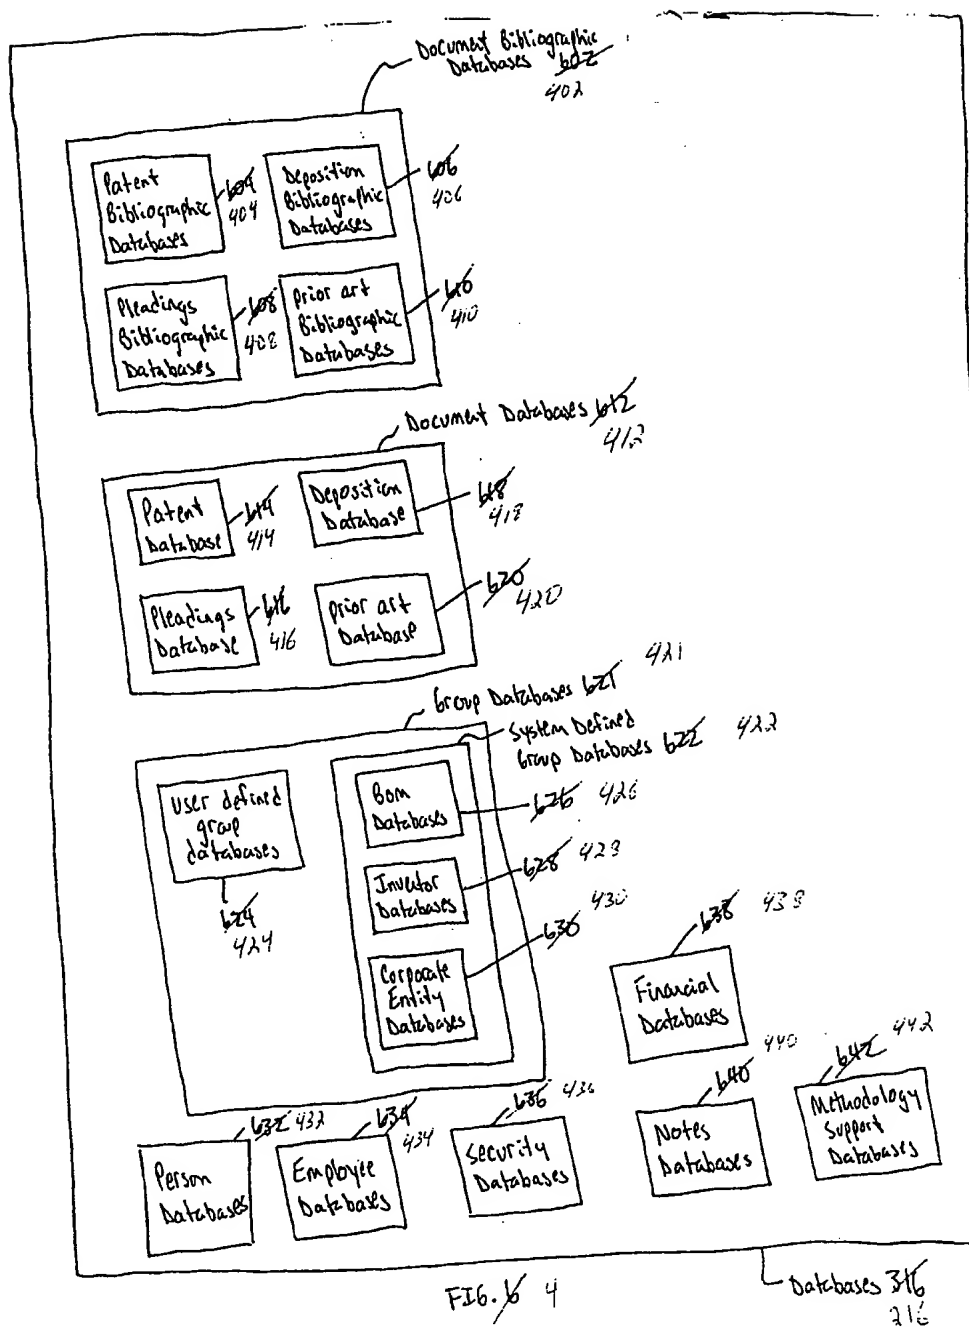 Document Bibliographic
Databases 602
402
Patent
Bibliographic
Databases
604
404
Deposition
Bibliographic
Databases
606
406
Pleadings
Bibliographic
Databases
608
408
prior art
Bibliographic
Databases
610
410
Document Databases 612
412
Patent
Database
614
414
Deposition
Database
618
418
Pleadings
Database
616
416
prior art
Database
620
420
Group Databases 621 421
System Defined
Group Databases 622 422
User defined
group
databases
624
424
Bom
Databases
626 426
Inventor
Databases
628 428
Corporate
Entity
Databases
630
430
638 438
Financial
Databases
632 432
Person
Databases
634
434
Employee
Databases
636 436
Security
Databases
640
440
Notes
Databases
642 442
Methodology
Support
Databases
Databases 316
216
FIG. 6 4